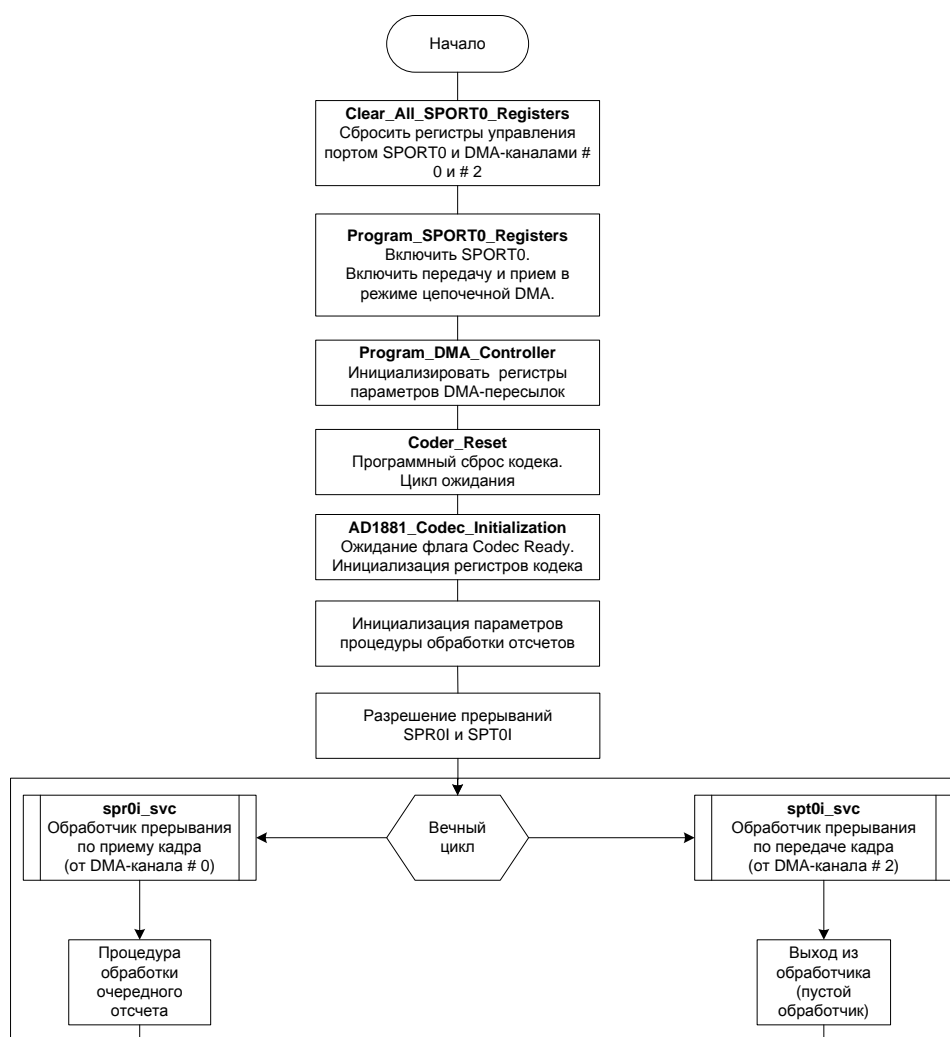 Начало
Clear_All_SPORT0_Registers
Сбросить регистры управления
портом SPORT0 и DMA-каналами #
0 и # 2
Program_SPORT0_Registers
Включить SPORT0.
Включить передачу и прием в
режиме цепочечной DMA.
Program_DMA_Controller
Инициализировать регистры
параметров DMA-пересылок
Coder_Reset
Программный сброс кодека.
Цикл ожидания
AD1881_Codec_Initialization
Ожидание флага Codec Ready.
Инициализация регистров кодека
Инициализация параметров
процедуры обработки отсчетов
Разрешение прерываний
SPR0I и SPT0I
spr0i_svc
Обработчик прерывания
по приему кадра
(от DMA-канала # 0)
Вечный
цикл
spt0i_svc
Обработчик прерывания
по передаче кадра
(от DMA-канала # 2)
Процедура
обработки
очередного
отсчета
Выход из
обработчика
(пустой
обработчик)